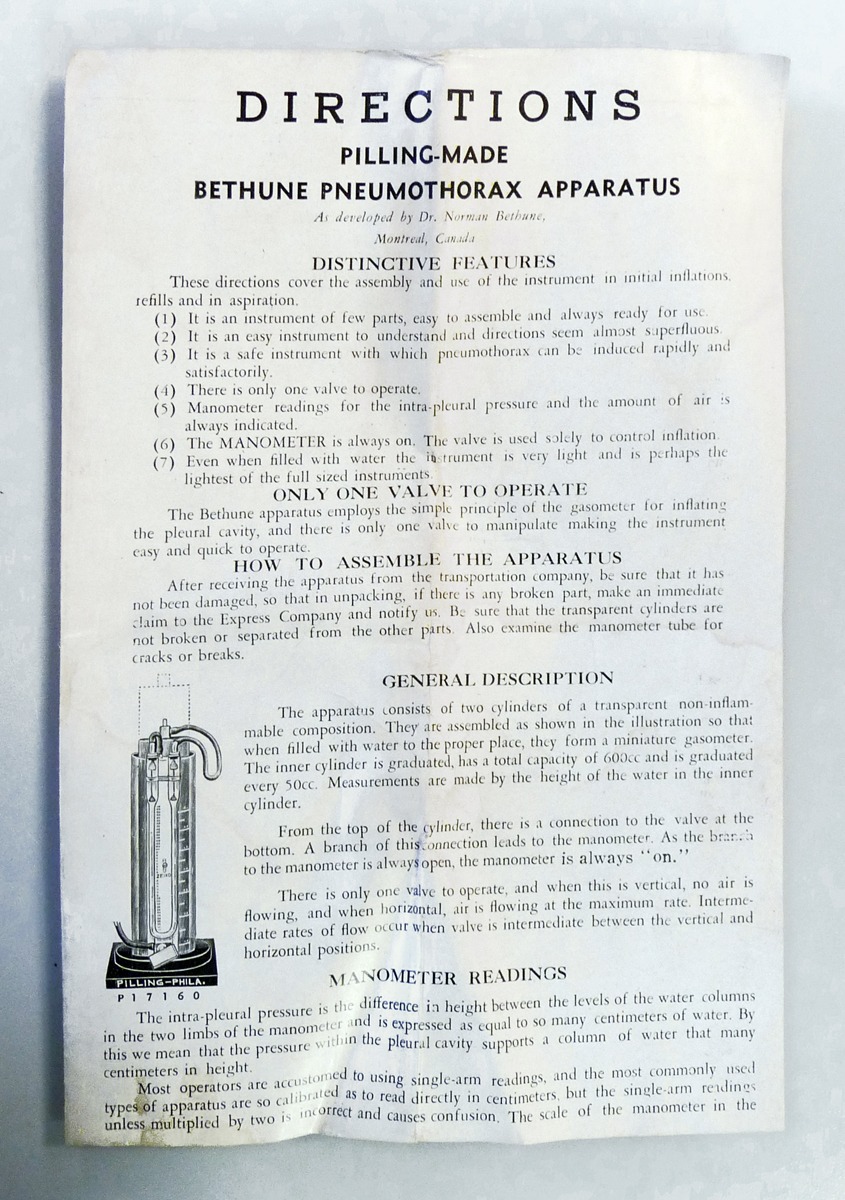 DIRECTIONS
PILLING-MADE
BETHUNE PNEUMOTHORAX APPARATUS
As developed by Dr. Norman Bethune,
Montreal, Canada
DISTINCTIVE FEATURES
These directions cover the assembly and use of the instrument in initial inflations,
refills and in aspiration.
(1) It is an instrument of few parts, easy to assemble and always ready for use.
(2) It is an easy instrument to understand and directions seem almost superfluous.
(3) It is a safe instrument with which pneumothorax can be induced rapidly and
satisfactorily.
(4) There is only one valve to operate.
(5) Manometer readings for the intra-pleural pressure and the amount of air is
always indicated.
(6) The MANOMETER is always on. The valve is used solely to control inflation.
(7) Even when filled with water the instrument is very light and is perhaps the
lightest of the full sized instruments.
ONLY ONE VALVE TO OPERATE
The Bethune apparatus employs the simple principle of the gasometer for inflating
the pleural cavity, and there is only one valve to manipulate making the instrument
easy and quick to operate.
HOW TO ASSEMBLE THE APPARATUS
After receiving the apparatus from the transportation company, be sure that it has
not been damaged, so that in unpacking, if there is any broken part, make an immediate
claim to the Express Company and notify us. Be sure that the transparent cylinders are
not broken or separated from the other parts. Also examine the manometer tube for
cracks or breaks.
GENERAL DESCRIPTION
The apparatus consists of two cylinders of a transparent non-inflam-
mable composition. They are assembled as shown in the illustration so that
when filled with water to the proper place, they form a miniature gasometer.
The inner cylinder is graduated, has a total capacity of 600cc and is graduated
every 50cc. Measurements are made by the height of the water in the inner
cylinder.
From the top of the cylinder, there is a connection to the valve at the
bottom. A branch of this connection leads to the manometer. As the branch
to the manometer is always open, the manometer is always "on."
There is only one valve to operate, and when this is vertical, no air is
flowing, and when horizontal, air is flowing at the maximum rate. Interme-
diate rates of flow occur when valve is intermediate between the vertical and
horizontal positions.
PILLING-PHILA.
P17160
MANOMETER READINGS
The intra-pleural pressure is the difference in height between the levels of the water columns
in the two limbs of the manometer and is expressed as equal to so many centimeters of water. By
this we mean that the pressure within the pleural cavity supports a column of water that many
centimeters in height.
Most operators are accustomed to using single-arm readings, and the most commonly used
types of apparatus are so calibrated as to read directly in centimeters, but the single-arm readings
unless multiplied by two is incorrect and causes confusion. The scale of the manometer in the